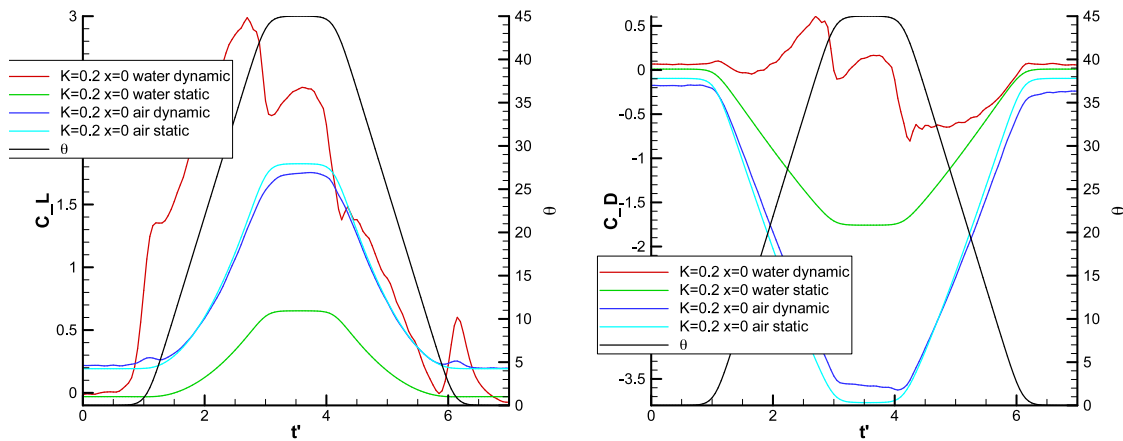 3
1.5
1
0.5
0
C_L
K=0.2 x=0 water dynamic
K=0.2 x=0 water static
K=0.2 x=0 air dynamic
K=0.2 x=0 air static
θ
45
40
35
30
25
20
15
10
5
0
θ
0 2 4 6
t'
0.5
0
-0.5
-1
-1.5
-2
-3.5
C_D
K=0.2 x=0 water dynamic
K=0.2 x=0 water static
K=0.2 x=0 air dynamic
K=0.2 x=0 air static
θ
45
40
35
30
25
20
15
10
5
0
θ
0 2 4 6
t'